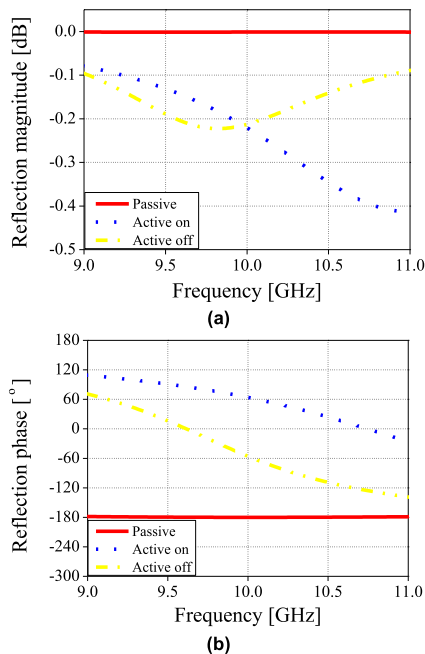 Reflection magnitude [dB]
0.0
-0.1
-0.2
-0.3
-0.4
-0.5
Passive
Active on
Active off
9.0 9.5 10.0 10.5 11.0
Frequency [GHz]
(a)
Reflection phase [°]
180
120
60
0
-60
-120
-180
-240
-300
Passive
Active on
Active off
9.0 9.5 10.0 10.5 11.0
Frequency [GHz]
(b)